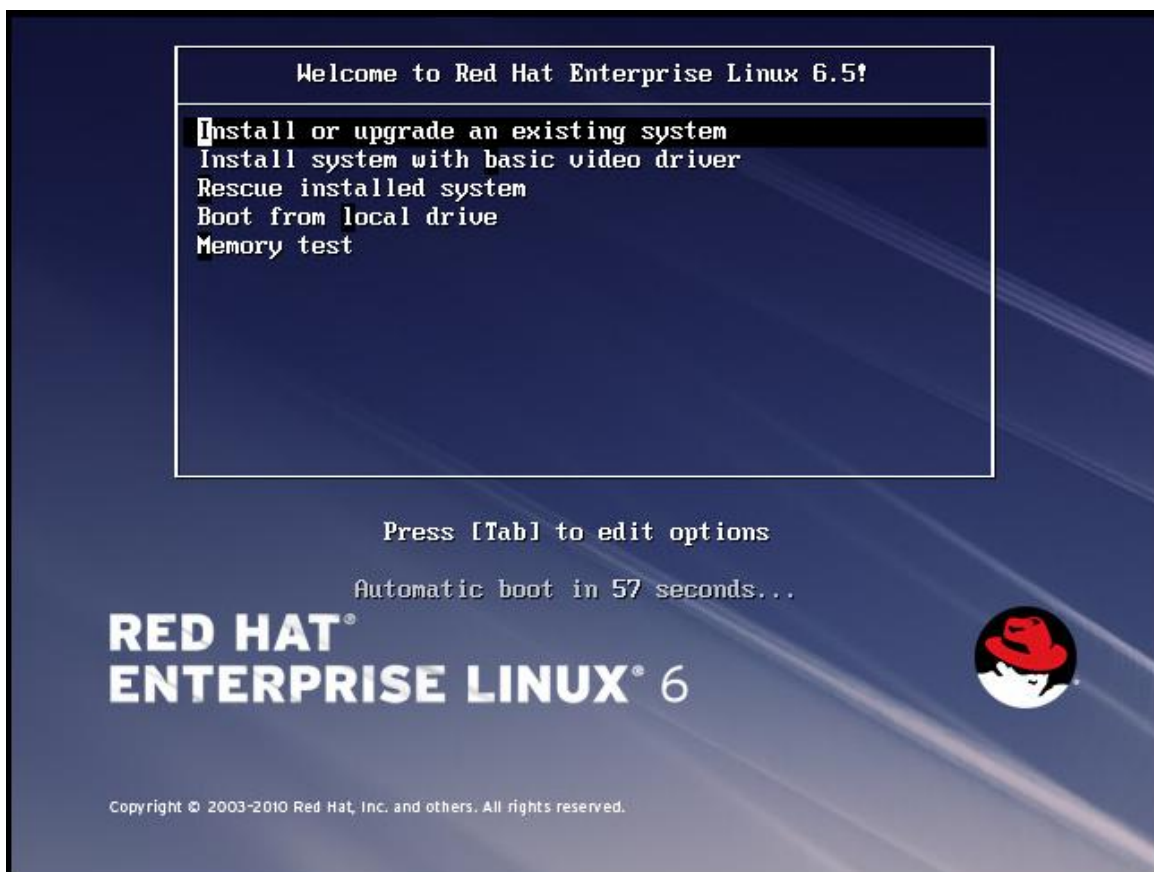 Welcome to Red Hat Enterprise Linux 6.5!
Install or upgrade an existing system
Install system with basic video driver
Rescue installed system
Boot from local drive
Memory test
Press [Tab] to edit options
Automatic boot in 57 seconds...
RED HAT®
ENTERPRISE LINUX® 6
Copyright © 2003-2010 Red Hat, Inc. and others. All rights reserved.